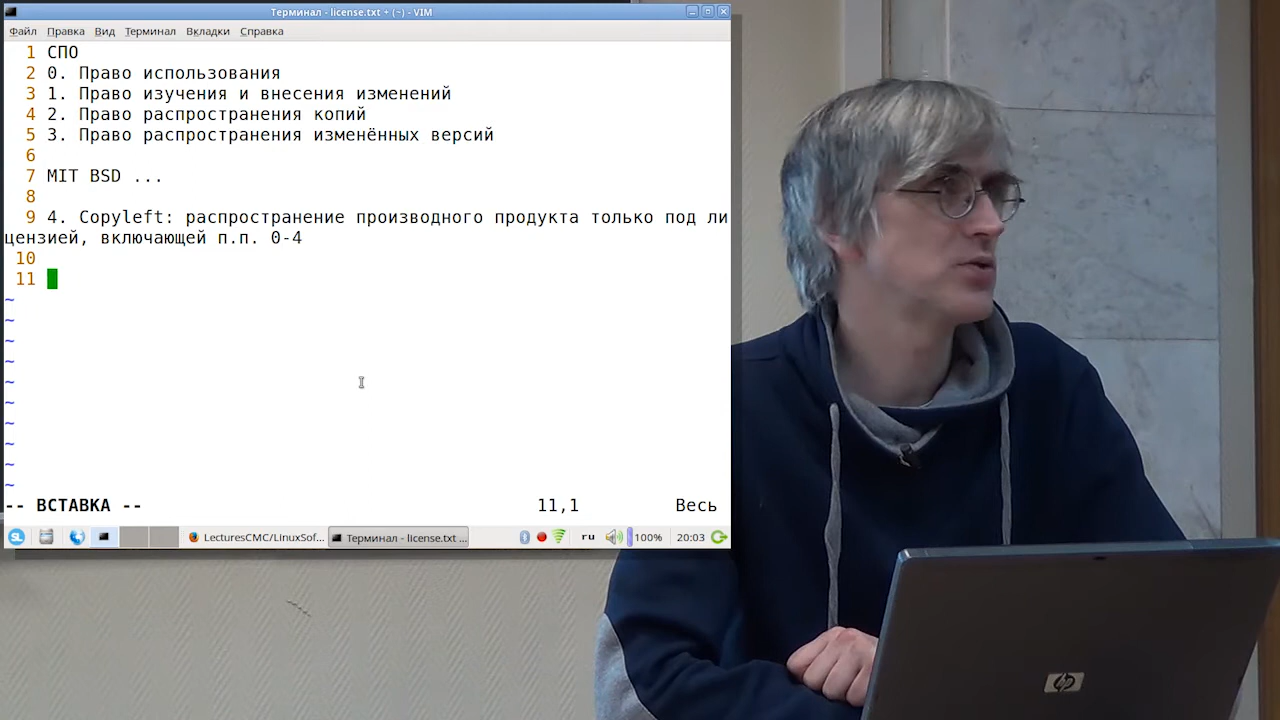 Терминал - license.txt + (~) - VIM
Файл Правка Вид Терминал Вкладки Справка
1 СПО
2 0. Право использования
3 1. Право изучения и внесения изменений
4 2. Право распространения копий
5 3. Право распространения изменённых версий
6
7 MIT BSD ...
8
9 4. Copyleft: распространение производного продукта только под ли
цензией, включающей п.п. 0-4
10
11
~
~
~
~
~
~
~
~
~
~
-- ВСТАВКА -- 11,1 Весь
SL LecturesCMC/LinuxSof... Терминал - license.txt ... ru 100% 20:03
hp